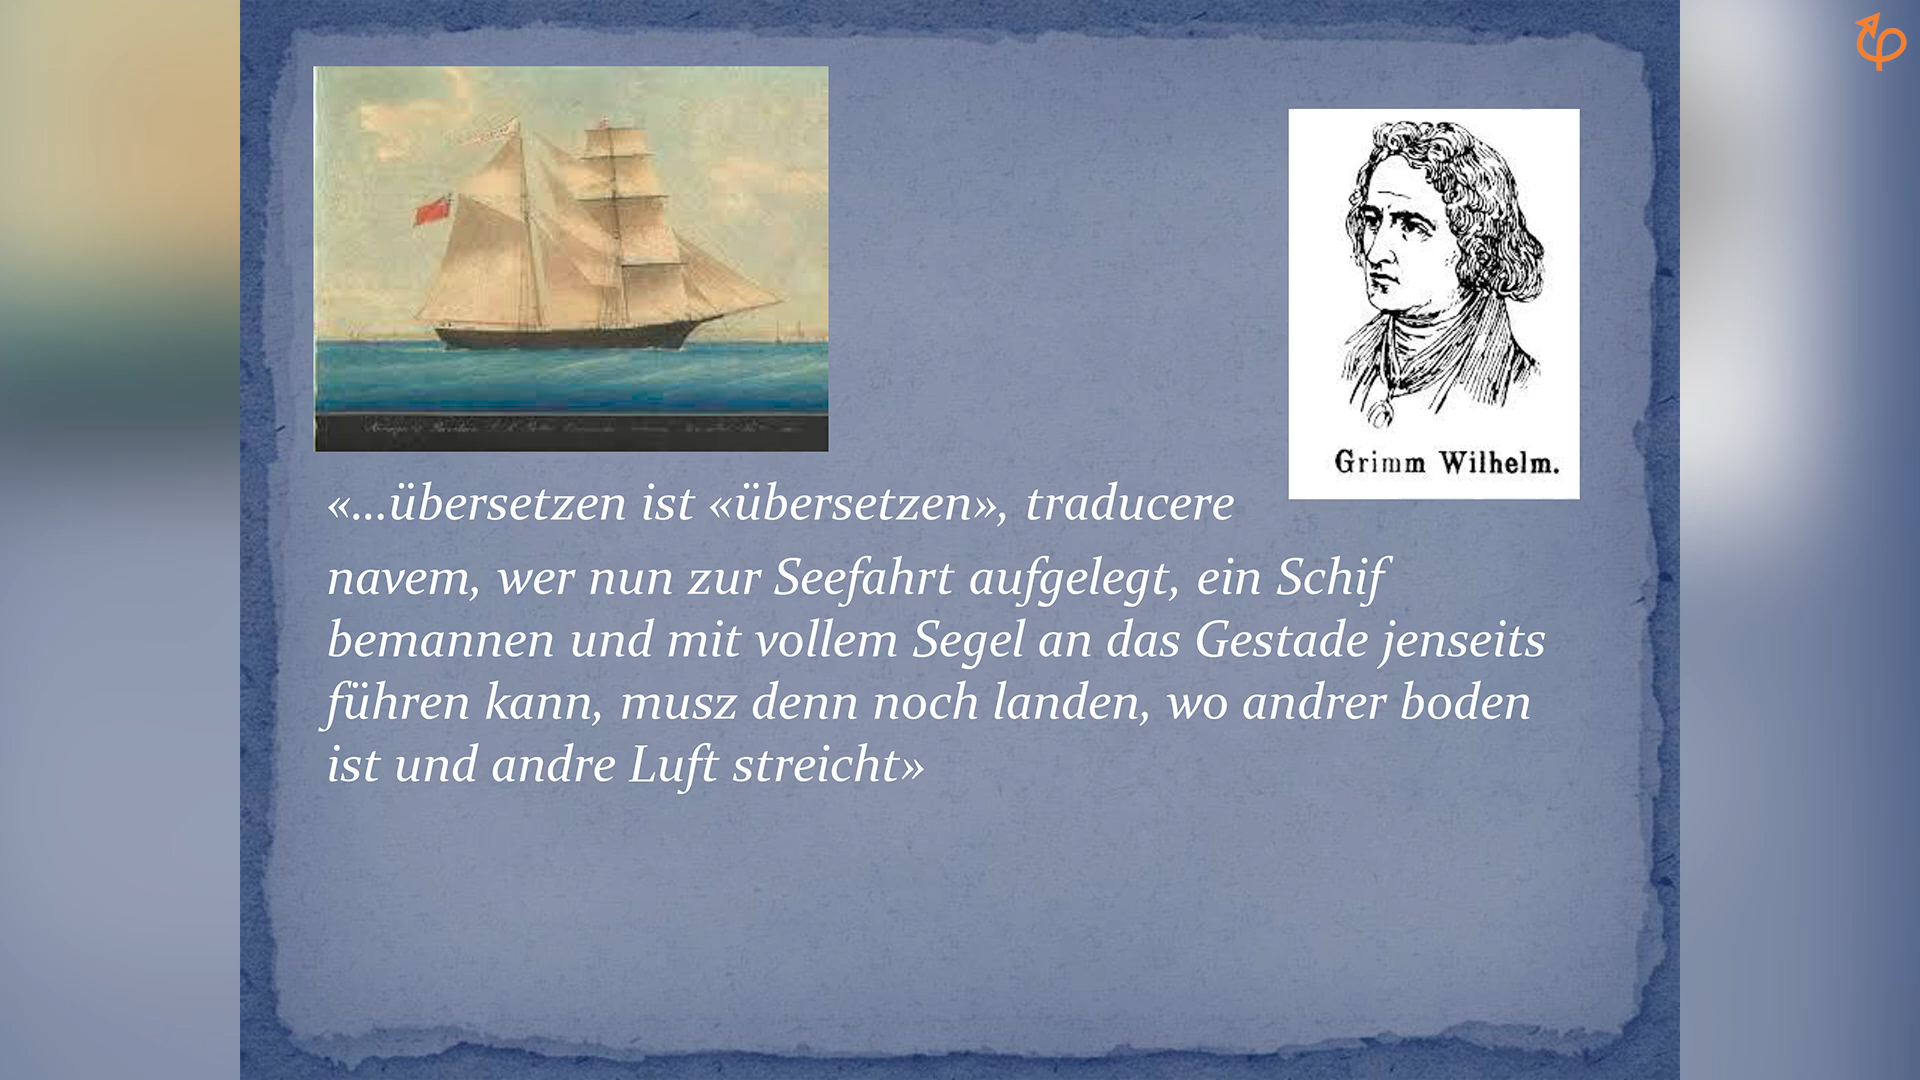 Grimm Wilhelm.
«...übersetzen ist «übersetzen», traducere
navem, wer nun zur Seefahrt aufgelegt, ein Schif
bemannen und mit vollem Segel an das Gestade jenseits
führen kann, musz denn noch landen, wo andrer boden
ist und andre Luft streicht»